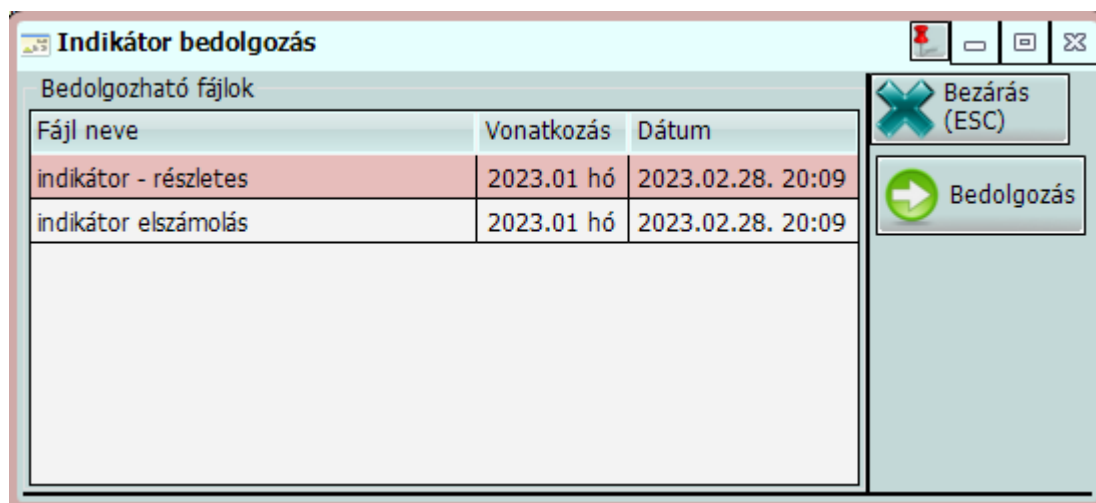 Indikátor bedolgozás
Bedolgozható fájlok
Fájl neve Vonatkozás Dátum
indikátor - részletes 2023.01 hó 2023.02.28. 20:09
indikátor elszámolás 2023.01 hó 2023.02.28. 20:09
Bezárás
(ESC)
Bedolgozás